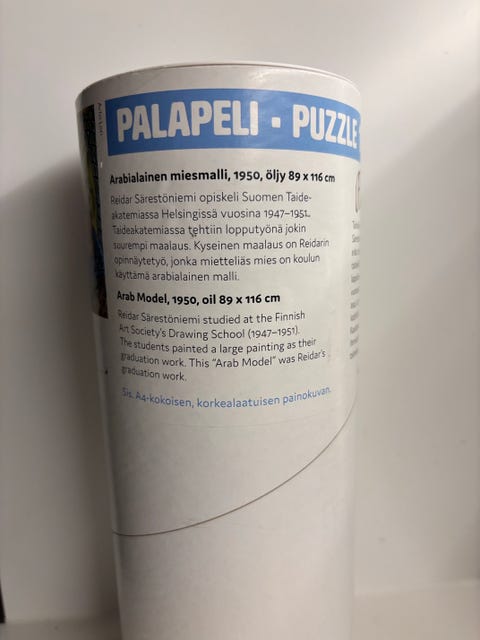 PALAPELI · PUZZLE
Arabialainen miesmalli, 1950, öljy 89 x 116 cm
Reidar Särestöniemi opiskeli Suomen Taide-
akatemiassa Helsingissä vuosina 1947–1951.
Taideakatemiassa tehtiin lopputyönä jokin
suurempi maalaus. Kyseinen maalaus on Reidarin
opinnäytetyö, jonka mietteliäs mies on koulun
käyttämä arabialainen malli.
Arab Model, 1950, oil 89 x 116 cm
Reidar Särestöniemi studied at the Finnish
Art Society's Drawing School (1947–1951).
The students painted a large painting as their
graduation work. This "Arab Model" was Reidar's
graduation work.
Sis. A4-kokoisen, korkealaatuisen painokuvan.